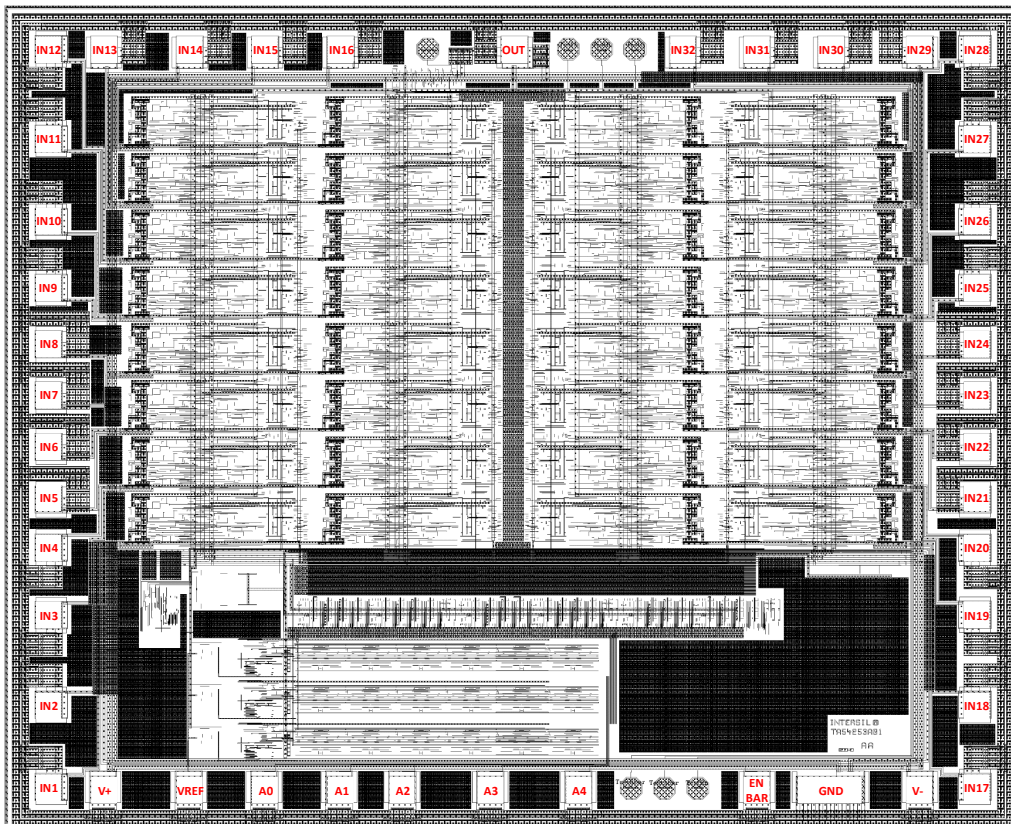 IN12 IN13 IN14 IN15 IN16 OUT IN32 IN31 IN30 IN29 IN28
IN11 IN27
IN10 IN26
IN9 IN25
IN8 IN24
IN7 IN23
IN6 IN22
IN5 IN21
IN4 IN20
IN3 IN19
IN2 IN18
INTERSIL ®
AA
IN1 V+ VREF A0 A1 A2 A3 A4 EN GND V- IN17
BAR